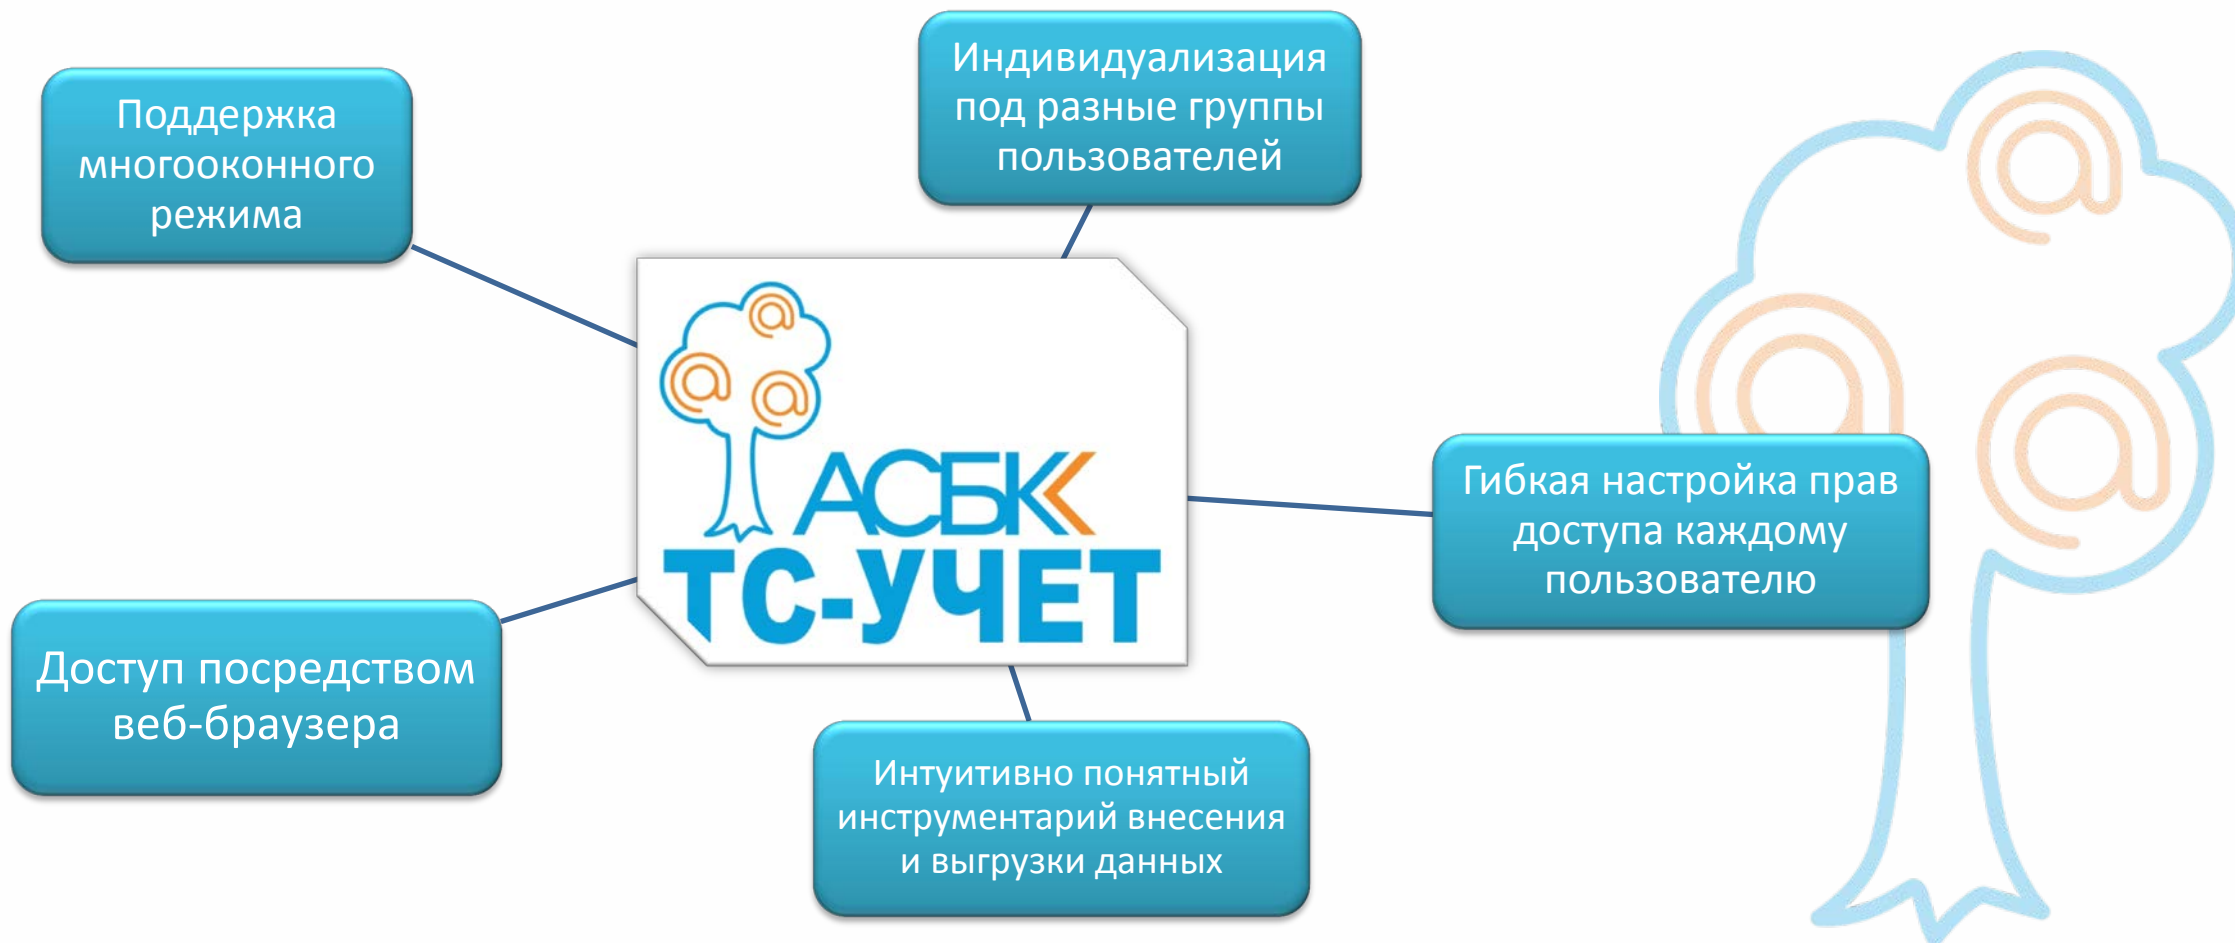 Индивидуализация
под разные группы
пользователей
Поддержка
многооконного
режима
АСБК
ТС-УЧЕТ
Гибкая настройка прав
доступа каждому
пользователю
Доступ посредством
веб-браузера
Интуитивно понятный
инструментарий внесения
и выгрузки данных